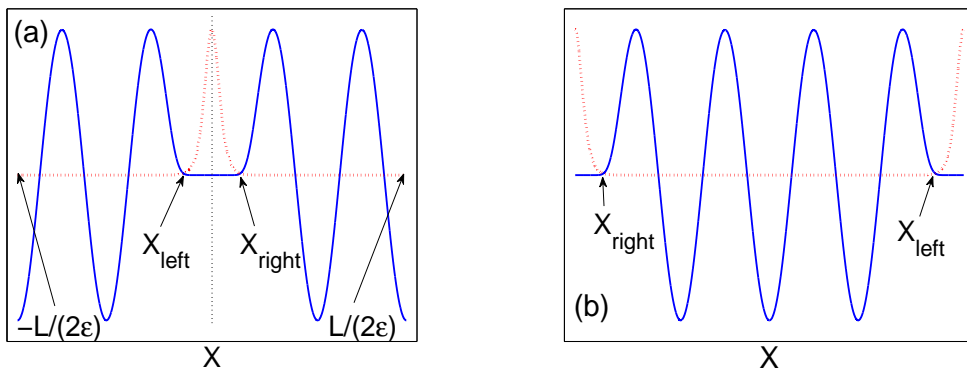 (a)
X_left
X_right
−L/(2ε)
L/(2ε)
X
X_right
X_left
(b)
X